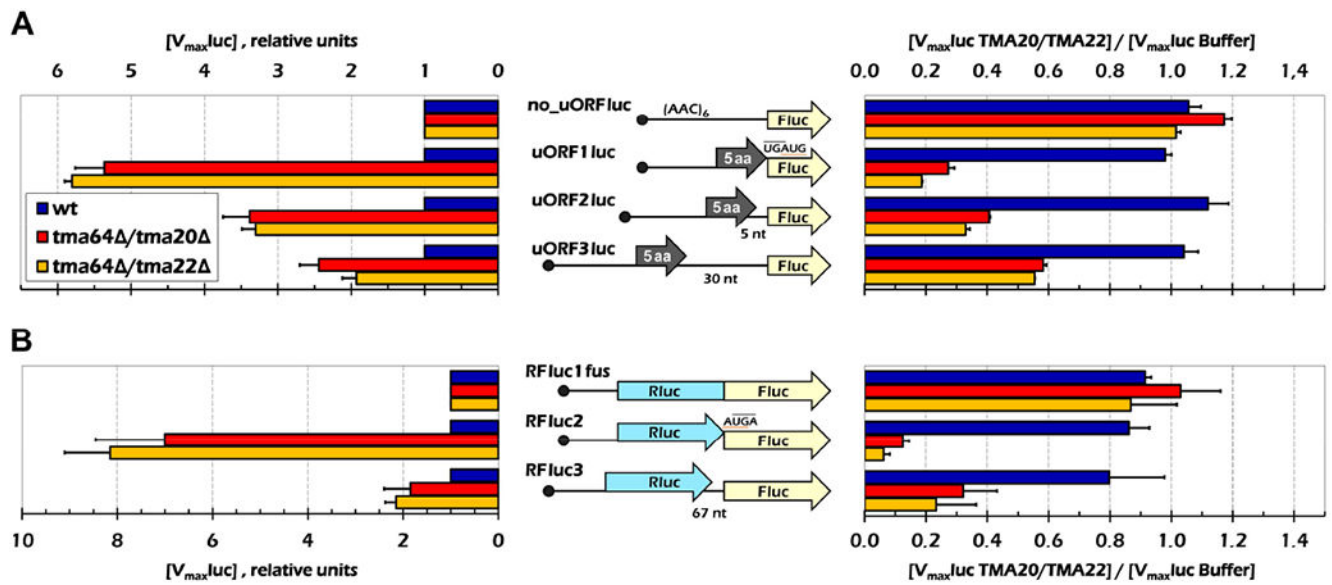 A
[Vmaxluc] , relative units
6 5 4 3 2 1 0
wt
tma64Δ/tma20Δ
tma64Δ/tma22Δ
no_uORFluc
(AAC)6
Fluc
uORF1luc
5aa
UGAUG
Fluc
uORF2luc
5aa
Fluc
5 nt
uORF3luc
5aa
Fluc
30 nt
[Vmaxluc TMA20/TMA22] / [Vmaxluc Buffer]
0.0 0.2 0.4 0.6 0.8 1.0 1.2 1,4
B
10 8 6 4 2 0
[Vmaxluc], relative units
RFluc1fus
Rluc Fluc
RFluc2
AUGA
Rluc Fluc
RFluc3
Rluc Fluc
67 nt
0.0 0.2 0.4 0.6 0.8 1.0 1.2 1,4
[Vmaxluc TMA20/TMA22] / [Vmaxluc Buffer]